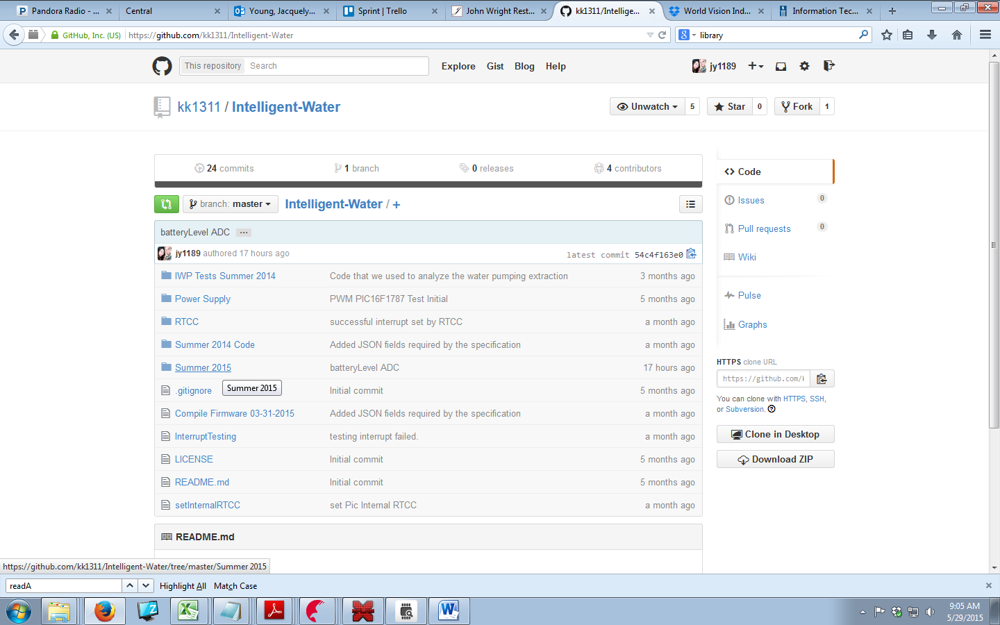 Pandora Radio - ...
Central
Young, Jacquely...
Sprint | Trello
John Wright Rest...
kk1311/Intellige...
World Vision Ind...
Information Tec...
GitHub, Inc. (US)
https://github.com/kk1311/Intelligent-Water
library
This repository
Search
Explore
Gist
Blog
Help
jy1189
kk1311 / Intelligent-Water
Unwatch
5
Star
0
Fork
1
24 commits
1 branch
0 releases
4 contributors
branch: master
Intelligent-Water / +
batteryLevel ADC ...
jy1189 authored 17 hours ago
latest commit 54c4f163e0
IWP Tests Summer 2014 Code that we used to analyze the water pumping extraction 3 months ago
Power Supply PWM PIC16F1787 Test Initial 5 months ago
RTCC successful interrupt set by RTCC a month ago
Summer 2014 Code Added JSON fields required by the specification a month ago
Summer 2015 batteryLevel ADC 17 hours ago
.gitignore Initial commit 5 months ago
Summer 2015
Compile Firmware 03-31-2015 Added JSON fields required by the specification a month ago
InterruptTesting testing interrupt failed. a month ago
LICENSE Initial commit 5 months ago
README.md Initial commit 5 months ago
setInternalRTCC set Pic Internal RTCC a month ago
README.md
Code
Issues 0
Pull requests 0
Wiki
Pulse
Graphs
HTTPS clone URL
https://github.com/k
You can clone with HTTPS, SSH,
or Subversion.
Clone in Desktop
Download ZIP
https://github.com/kk1311/Intelligent-Water/tree/master/Summer 2015
readA
Highlight All
Match Case
9:05 AM
5/29/2015